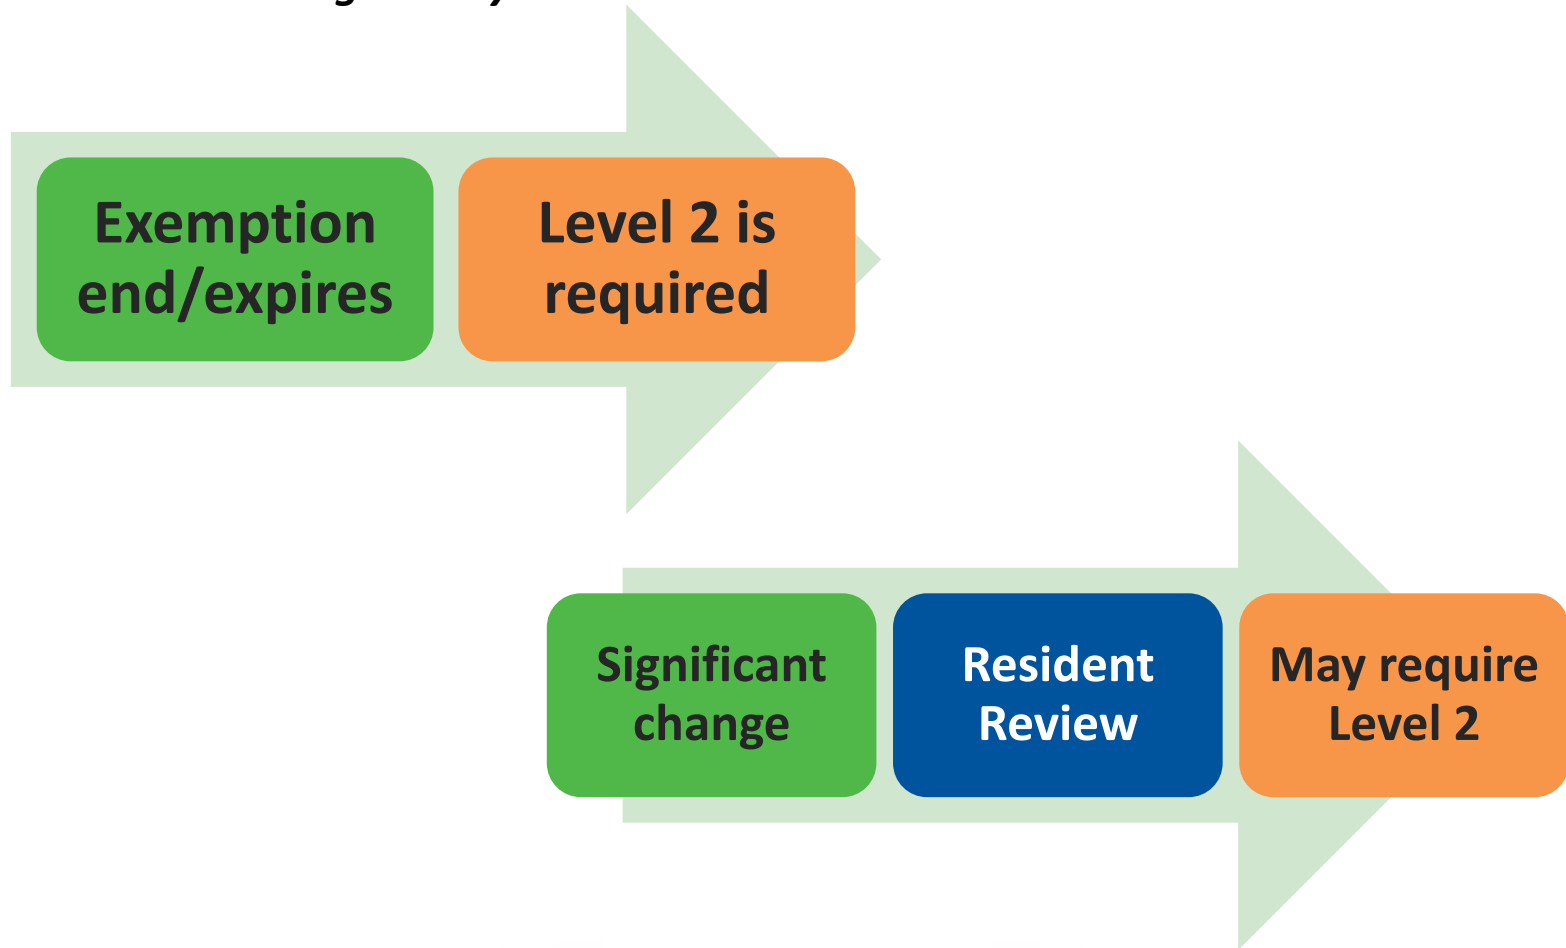 Exemption
end/expires
Level 2 is
required
Significant
change
Resident
Review
May require
Level 2